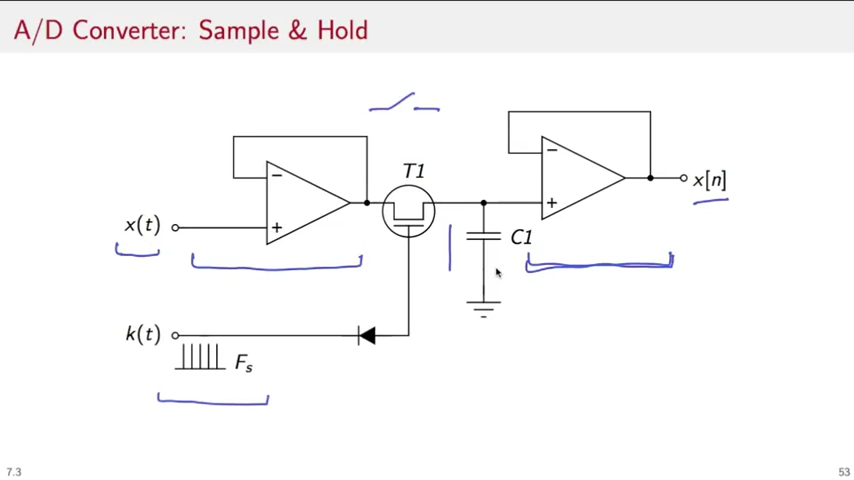 A/D Converter: Sample & Hold
T1
x(t)
C1
x[n]
k(t)
Fs
7.3
53